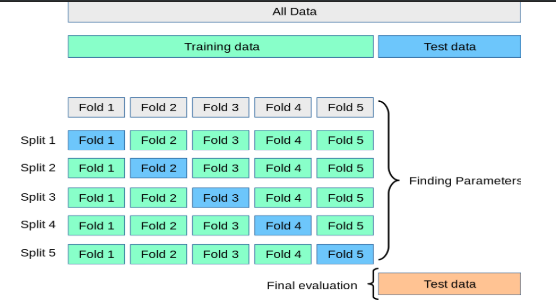 All Data
Training data Test data
Fold 1 Fold 2 Fold 3 Fold 4 Fold 5
Split 1 Fold 1 Fold 2 Fold 3 Fold 4 Fold 5
Split 2 Fold 1 Fold 2 Fold 3 Fold 4 Fold 5
Finding Parameters
Split 3 Fold 1 Fold 2 Fold 3 Fold 4 Fold 5
Split 4 Fold 1 Fold 2 Fold 3 Fold 4 Fold 5
Split 5 Fold 1 Fold 2 Fold 3 Fold 4 Fold 5
Final evaluation Test data